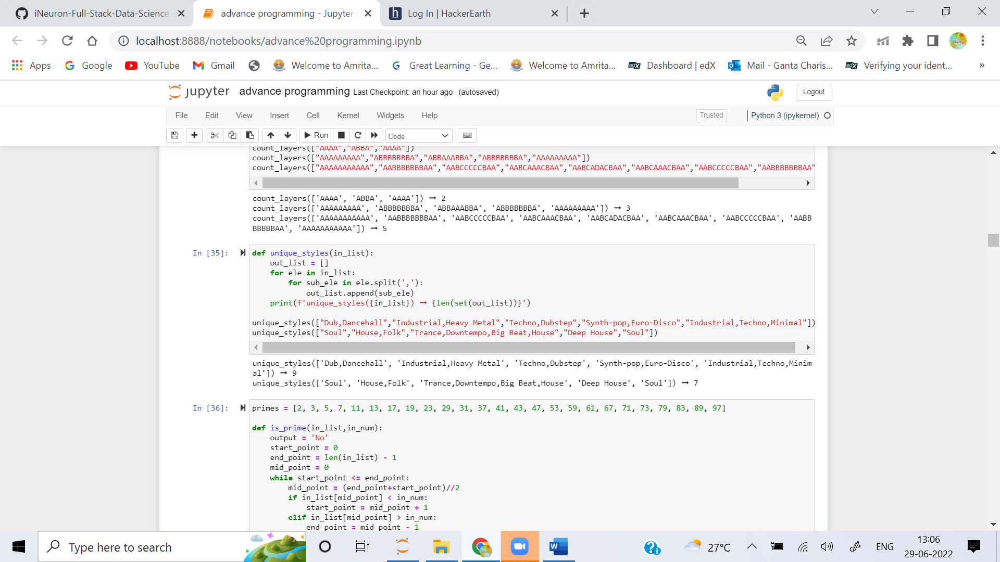 iNeuron-Full-Stack-Data-Science
advance programming - Jupyter
Log In | HackerEarth
localhost:8888/notebooks/advance%20programming.ipynb
Apps
Google
YouTube
Gmail
Welcome to Amrita...
Great Learning - Ge...
Welcome to Amrita...
Dashboard | edX
Mail - Ganta Charis...
Verifying your ident...
»
jupyter advance programming Last Checkpoint: an hour ago (autosaved)
Logout
File Edit View Insert Cell Kernel Widgets Help
Trusted
Python 3 (ipykernel)
Run
Code
count_layers(["AAAA","ABBA","AAAA"])
count_layers(["AAAAAAAAA","ABBBBBBBA","ABBAAABBA","ABBBBBBBA","AAAAAAAAA"])
count_layers(["AAAAAAAAAAA","AABBBBBBBAA","AABCCCCCBAA","AABCAAACBAA","AABCADACBAA","AABCAAACBAA","AABCCCCCBAA","AABBBBBBBAA"
count_layers(['AAAA', 'ABBA', 'AAAA']) ➞ 2
count_layers(['AAAAAAAAA', 'ABBBBBBBA', 'ABBAAABBA', 'ABBBBBBBA', 'AAAAAAAAA']) ➞ 3
count_layers(['AAAAAAAAAAA', 'AABBBBBBBAA', 'AABCCCCCBAA', 'AABCAAACBAA', 'AABCADACBAA', 'AABCAAACBAA', 'AABCCCCCBAA', 'AABB
BBBBBAA', 'AAAAAAAAAAA']) ➞ 5
In [35]:
def unique_styles(in_list):
    out_list = []
    for ele in in_list:
        for sub_ele in ele.split(','):
            out_list.append(sub_ele)
    print(f'unique_styles({in_list}) ➞ {len(set(out_list))}')
unique_styles(["Dub,Dancehall","Industrial,Heavy Metal","Techno,Dubstep","Synth-pop,Euro-Disco","Industrial,Techno,Minimal"])
unique_styles(["Soul","House,Folk","Trance,Downtempo,Big Beat,House","Deep House","Soul"])
unique_styles(['Dub,Dancehall', 'Industrial,Heavy Metal', 'Techno,Dubstep', 'Synth-pop,Euro-Disco', 'Industrial,Techno,Minim
al']) ➞ 9
unique_styles(['Soul', 'House,Folk', 'Trance,Downtempo,Big Beat,House', 'Deep House', 'Soul']) ➞ 7
In [36]:
primes = [2, 3, 5, 7, 11, 13, 17, 19, 23, 29, 31, 37, 41, 43, 47, 53, 59, 61, 67, 71, 73, 79, 83, 89, 97]
def is_prime(in_list,in_num):
    output = 'No'
    start_point = 0
    end_point = len(in_list) - 1
    mid_point = 0
    while start_point <= end_point:
        mid_point = (end_point+start_point)//2
        if in_list[mid_point] < in_num:
            start_point = mid_point + 1
        elif in_list[mid_point] > in_num:
            end_point = mid_point - 1
Type here to search
27°C
ENG
13:06
29-06-2022